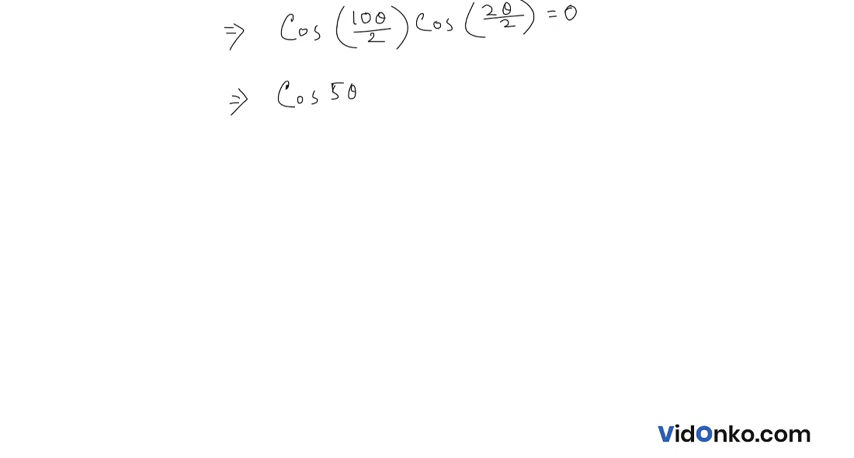 ⇒ Cos (10θ/2) Cos (2θ/2) = 0
⇒ Cos 5θ
VidOnko.com